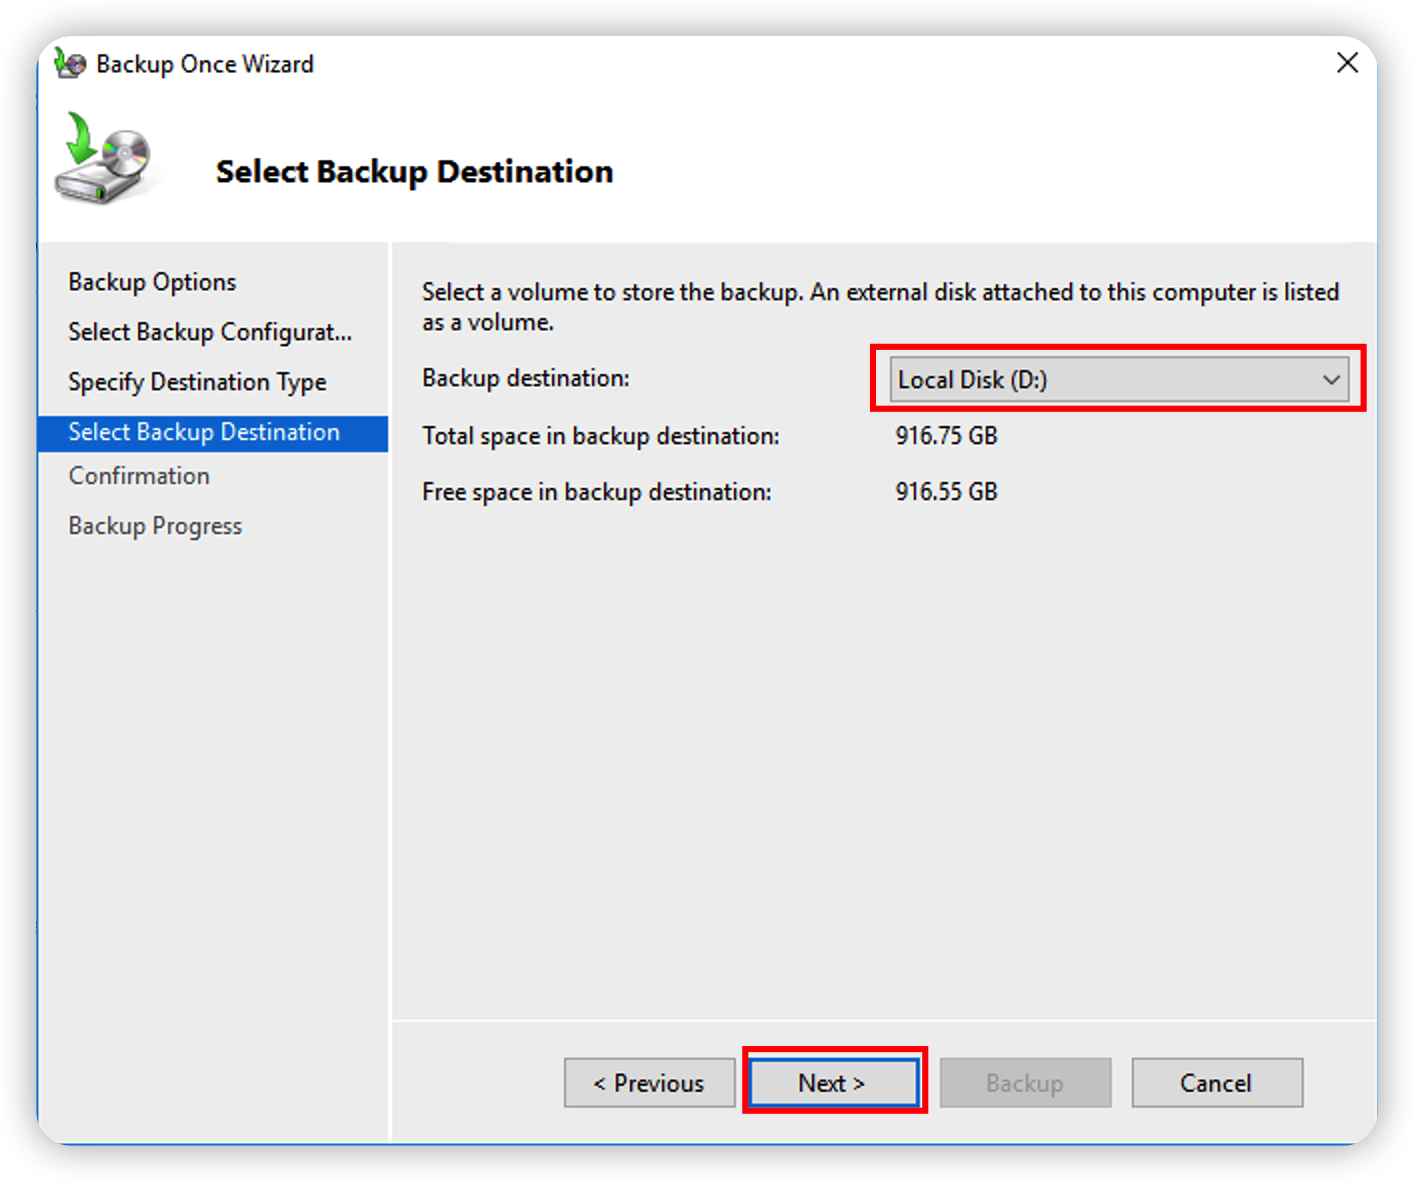 Backup Once Wizard
Select Backup Destination
Backup Options
Select Backup Configurat...
Specify Destination Type
Select Backup Destination
Confirmation
Backup Progress
Select a volume to store the backup. An external disk attached to this computer is listed
as a volume.
Backup destination: Local Disk (D:)
Total space in backup destination: 916.75 GB
Free space in backup destination: 916.55 GB
< Previous Next > Backup Cancel